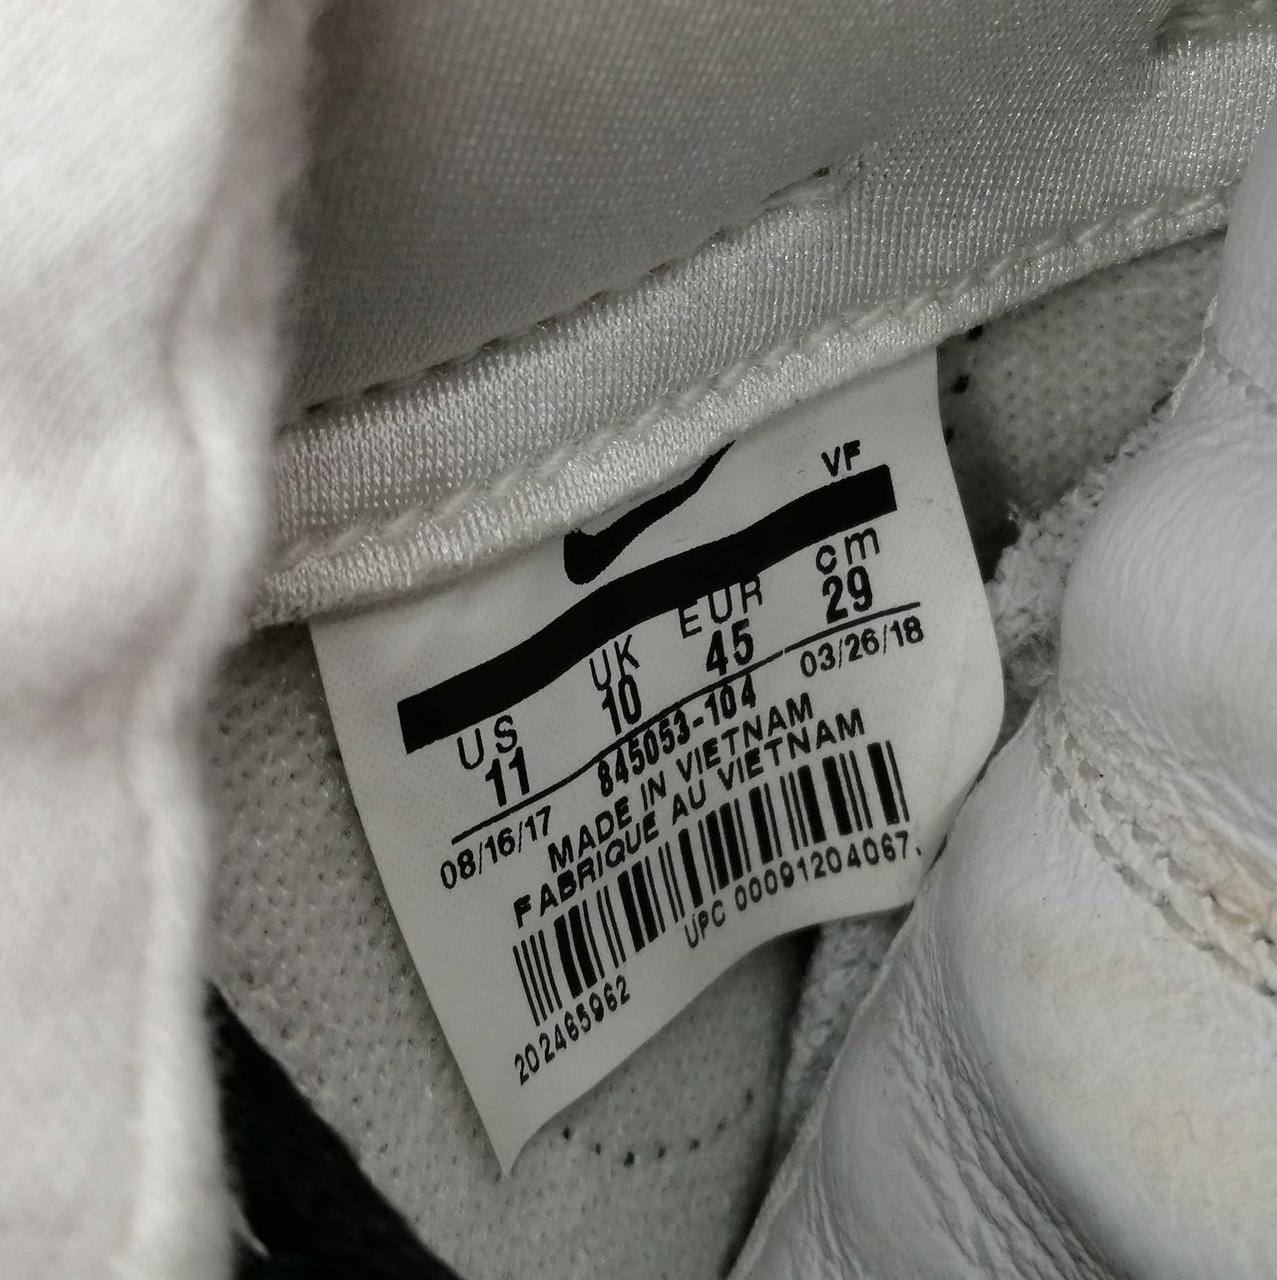 VF
US UK EUR cm
11 10 45 29
08/16/17 845053-104 03/26/18
MADE IN VIETNAM
FABRIQUE AU VIETNAM
UPC 00091204067
202465962